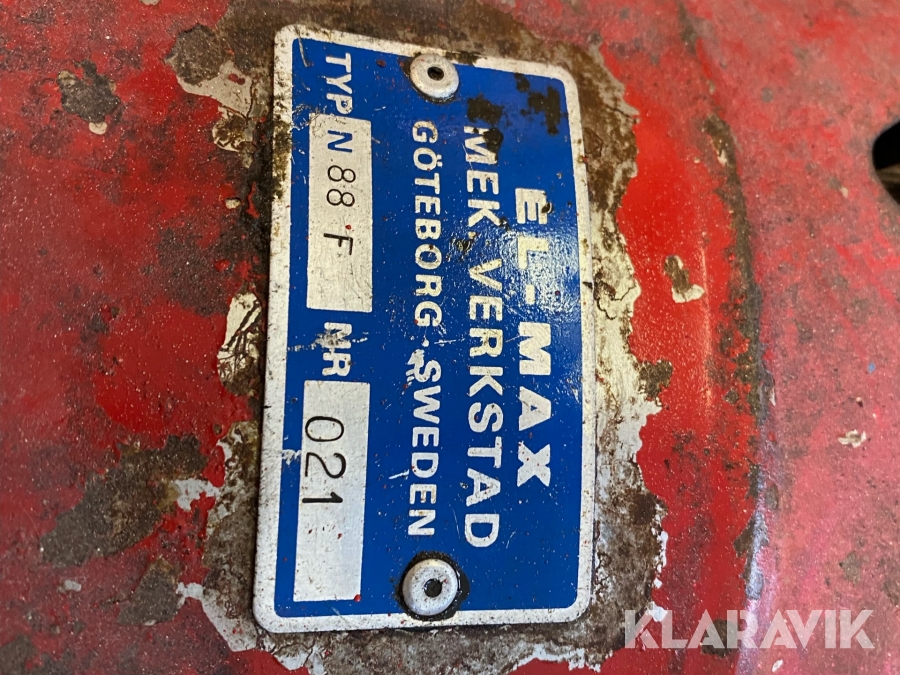 EL-MAX
MEK. VERKSTAD
GÖTEBORG·SWEDEN
TYP N 88 F NR 021
KLARAVIK